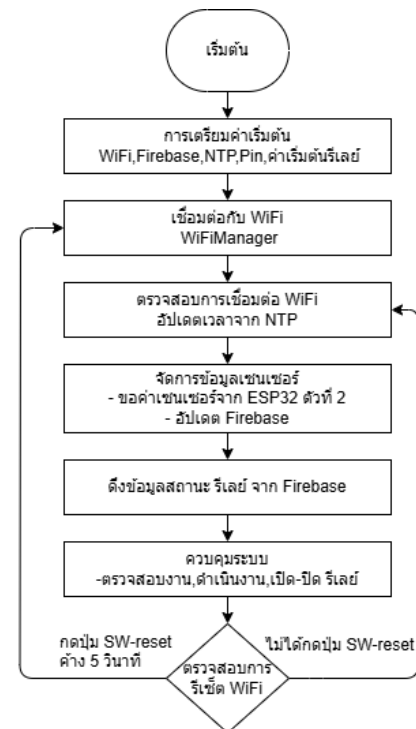 เริ่มต้น
การเตรียมค่าเริ่มต้น
WiFi,Firebase,NTP,Pin,ค่าเริ่มต้นรีเลย์
เชื่อมต่อกับ WiFi
WiFiManager
ตรวจสอบการเชื่อมต่อ WiFi
อัปเดตเวลาจาก NTP
จัดการข้อมูลเซนเซอร์
- ขอค่าเซนเซอร์จาก ESP32 ตัวที่ 2
- อัปเดต Firebase
ดึงข้อมูลสถานะ รีเลย์ จาก Firebase
ควบคุมระบบ
-ตรวจสอบงาน,ดำเนินงาน,เปิด-ปิด รีเลย์
กดปุ่ม SW-reset
ค้าง 5 วินาที
ไม่ได้กดปุ่ม SW-reset
ตรวจสอบการ
รีเซ็ต WiFi